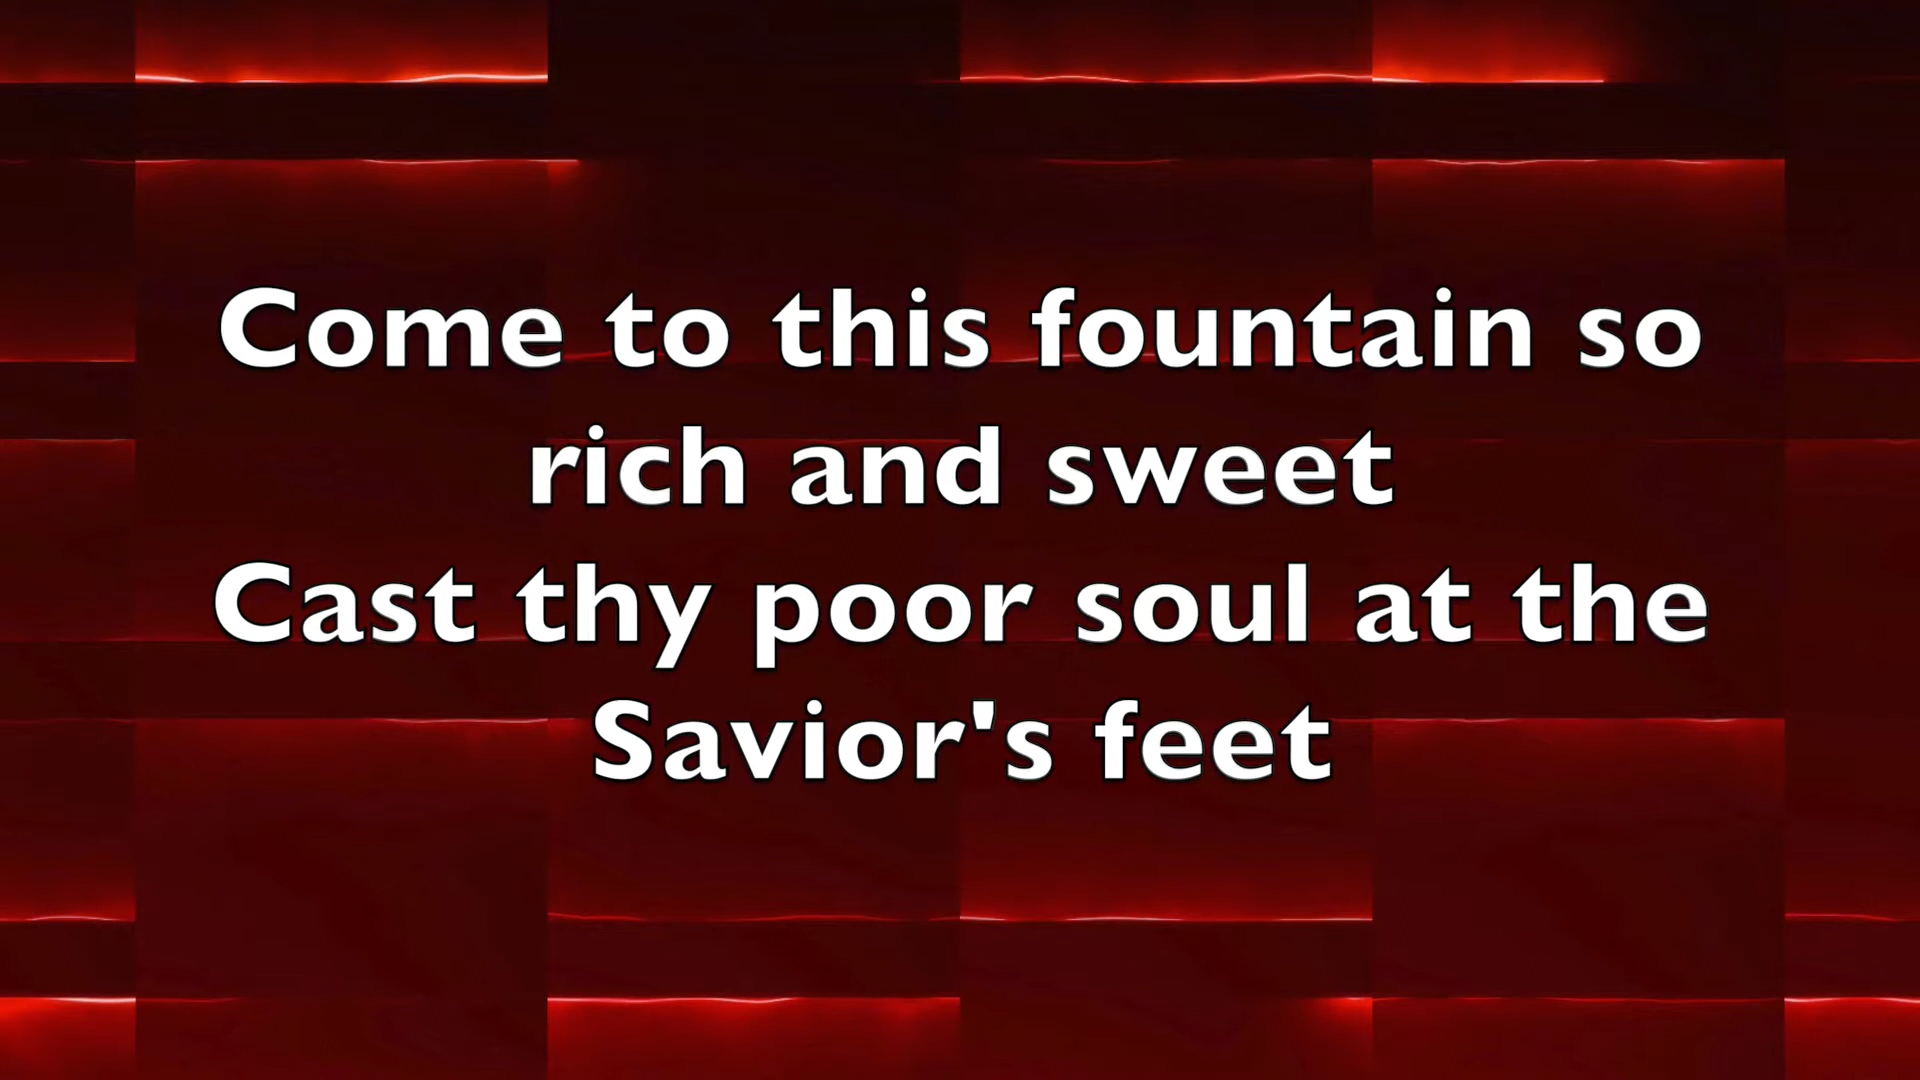 Come to this fountain so
rich and sweet
Cast thy poor soul at the
Savior's feet